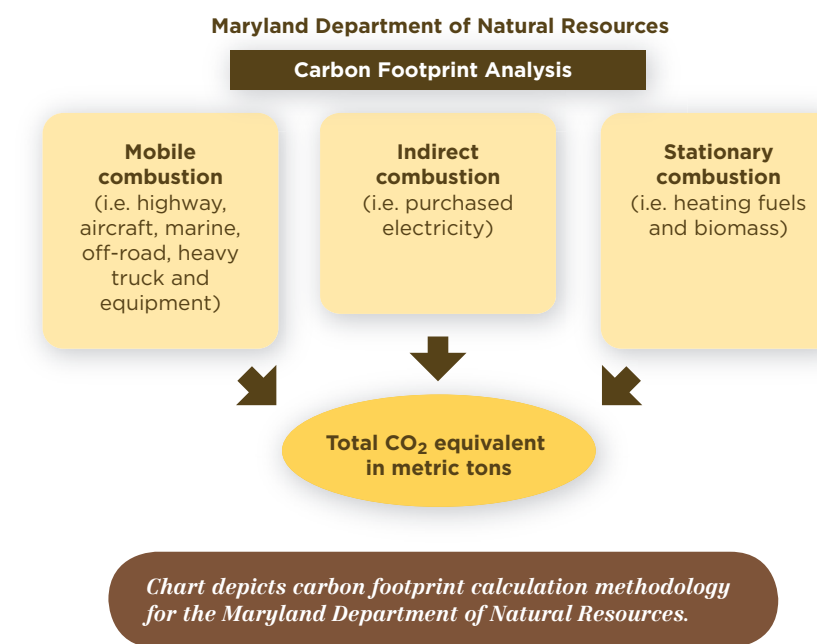 Maryland Department of Natural Resources
Carbon Footprint Analysis
Mobile
combustion
(i.e. highway,
aircraft, marine,
off-road, heavy
truck and
equipment)
Indirect
combustion
(i.e. purchased
electricity)
Stationary
combustion
(i.e. heating fuels
and biomass)
Total CO₂ equivalent
in metric tons
Chart depicts carbon footprint calculation methodology
for the Maryland Department of Natural Resources.